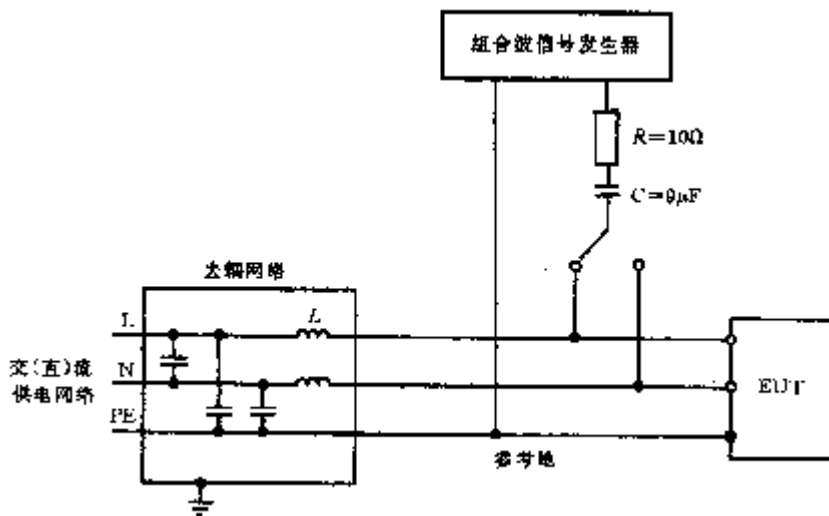 组合波信号发生器
R=10Ω
C=9μF
去耦网络
L
L
交(直)流
供电网络
N
PE
EUT
参考地